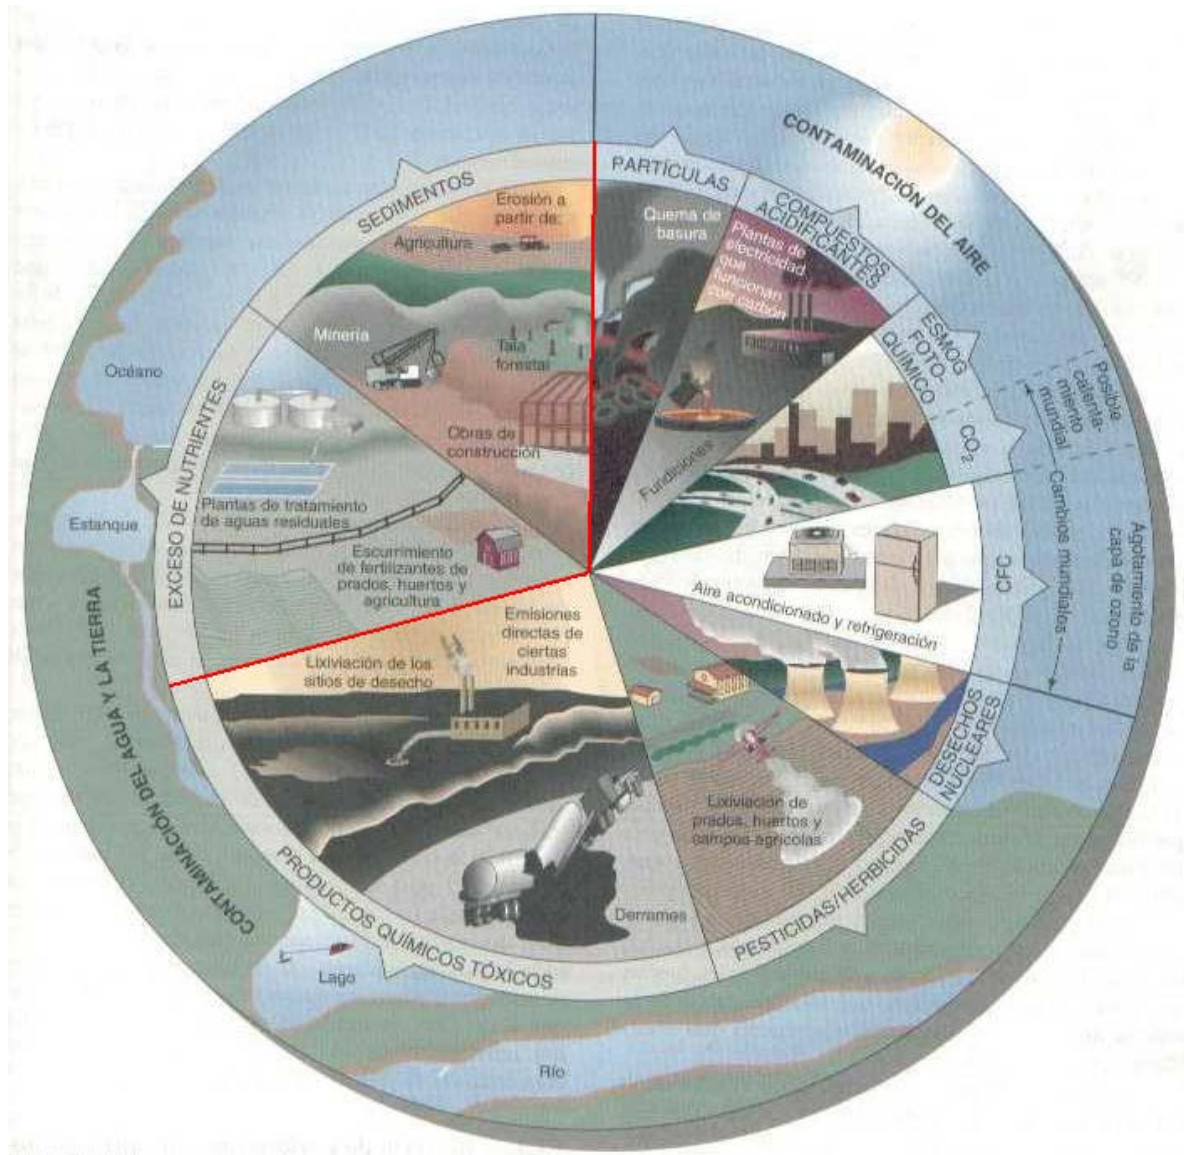 CONTAMINACIÓN DEL AIRE
PARTÍCULAS
Quema de
basura
COMPUESTOS
ACIDIFICANTES
Plantas de
electricidad
que
funcionan
con carbón
Fundiciones
ESMOG
FOTO-
QUÍMICO
CO₂
Posible
calienta-
miento
mundial
Cambios mundiales
Agotamiento de la
capa de ozono
CFC
Aire acondicionado y refrigeración
DESECHOS
NUCLEARES
PESTICIDAS/HERBICIDAS
Lixiviación de
prados, huertos y
campos agrícolas
PRODUCTOS QUÍMICOS TÓXICOS
Emisiones
directas de
ciertas
industrias
Lixiviación de los
sitios de desecho
Derrames
CONTAMINACIÓN DEL AGUA Y LA TIERRA
EXCESO DE NUTRIENTES
Plantas de tratamiento
de aguas residuales
Escurrimiento
de fertilizantes de
prados, huertos y
agricultura
SEDIMENTOS
Erosión a
partir de:
Agricultura
Minería
Tala
forestal
Obras de
construcción
Océano
Estanque
Lago
Río